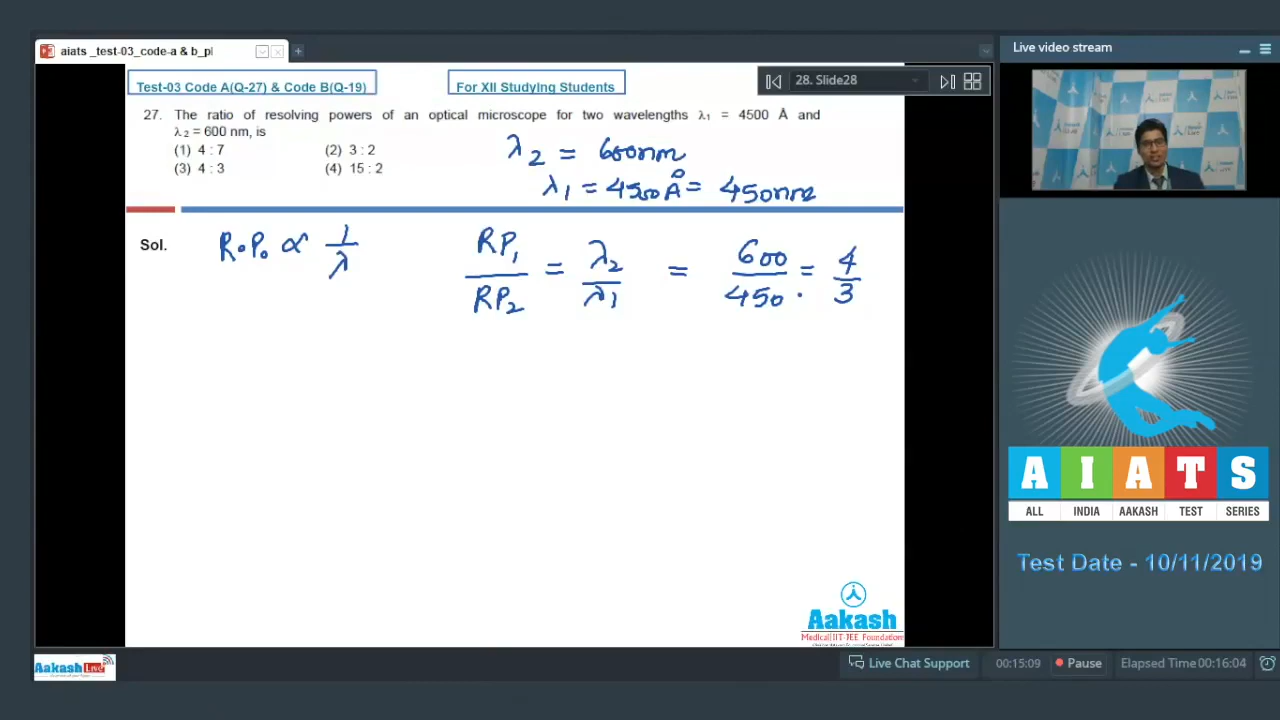 aiats _test-03_code-a & b_pl
Live video stream
Test-03 Code A(Q-27) & Code B(Q-19)
For XII Studying Students
28. Slide28
27. The ratio of resolving powers of an optical microscope for two wavelengths λ₁ = 4500 Å and
λ₂ = 600 nm, is
(1) 4 : 7 (2) 3 : 2
(3) 4 : 3 (4) 15 : 2
λ₂ = 600nm
λ₁ = 4500Å = 450nm
Sol. R.P. ∝ 1/λ RP₁/RP₂ = λ₂/λ₁ = 600/450 = 4/3
A I A T S
ALL INDIA AAKASH TEST SERIES
Test Date - 10/11/2019
Aakash
Medical|IIT-JEE|Foundations
Aakash Live
Live Chat Support
00:15:09
Pause
Elapsed Time 00:16:04